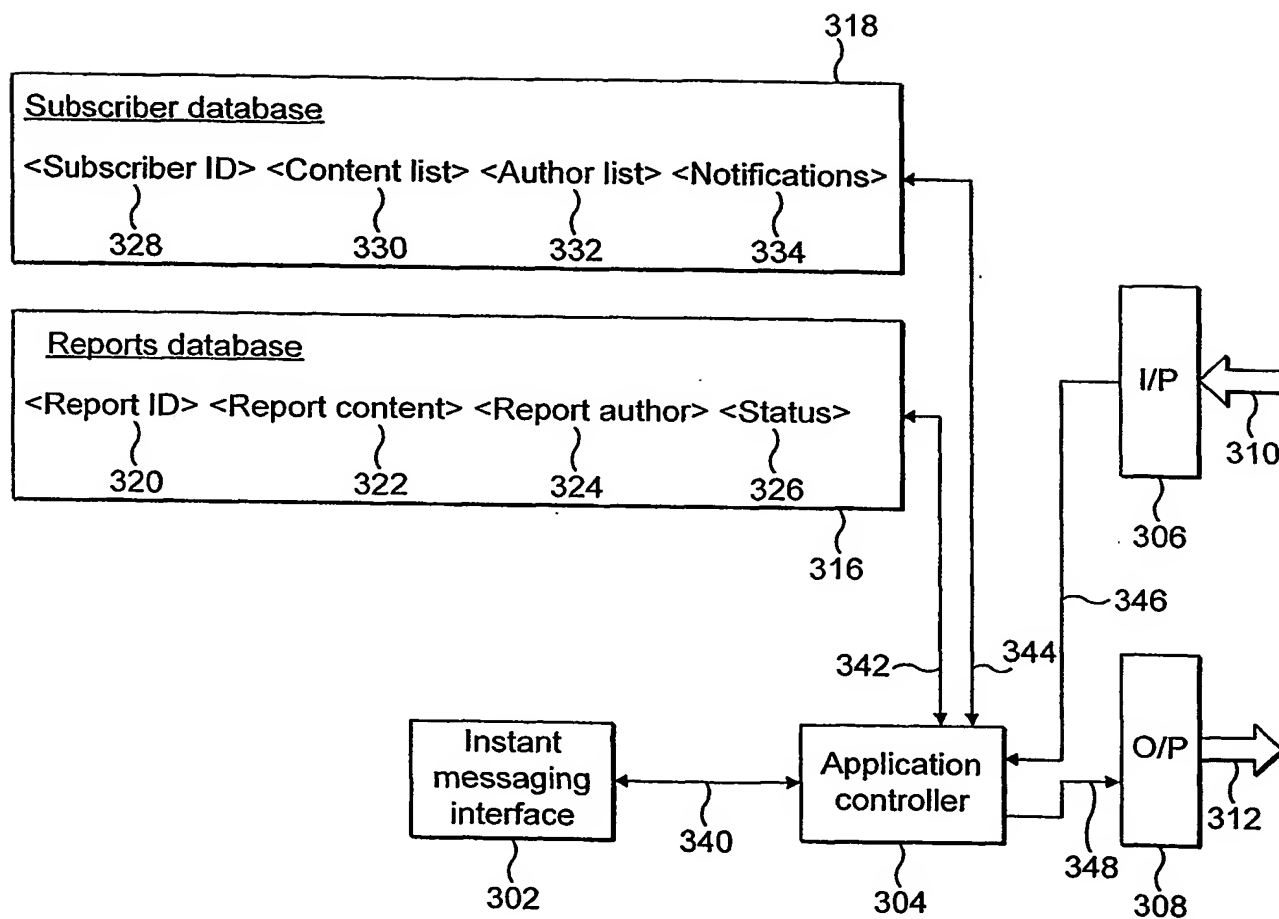 318
Subscriber database
<Subscriber ID> <Content list> <Author list> <Notifications>
328 330 332 334
Reports database
<Report ID> <Report content> <Report author> <Status>
320 322 324 326
316
I/P
310
306
346
342
344
Instant
messaging
interface
302
340
Application
controller
304
348
O/P
312
308